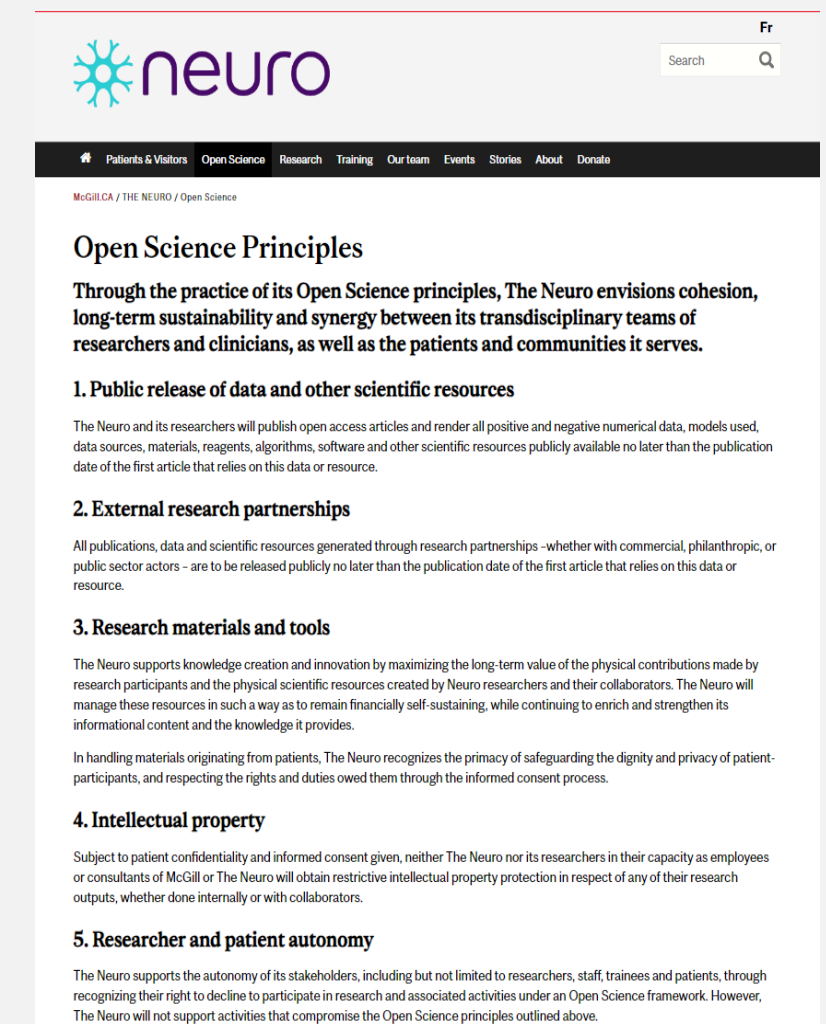 Fr
Search
neuro
Patients & Visitors Open Science Research Training Our team Events Stories About Donate
McGill.CA / THE NEURO / Open Science
Open Science Principles
Through the practice of its Open Science principles, The Neuro envisions cohesion,
long-term sustainability and synergy between its transdisciplinary teams of
researchers and clinicians, as well as the patients and communities it serves.
1. Public release of data and other scientific resources
The Neuro and its researchers will publish open access articles and render all positive and negative numerical data, models used,
data sources, materials, reagents, algorithms, software and other scientific resources publicly available no later than the publication
date of the first article that relies on this data or resource.
2. External research partnerships
All publications, data and scientific resources generated through research partnerships –whether with commercial, philanthropic, or
public sector actors – are to be released publicly no later than the publication date of the first article that relies on this data or
resource.
3. Research materials and tools
The Neuro supports knowledge creation and innovation by maximizing the long-term value of the physical contributions made by
research participants and the physical scientific resources created by Neuro researchers and their collaborators. The Neuro will
manage these resources in such a way as to remain financially self-sustaining, while continuing to enrich and strengthen its
informational content and the knowledge it provides.
In handling materials originating from patients, The Neuro recognizes the primacy of safeguarding the dignity and privacy of patient-
participants, and respecting the rights and duties owed them through the informed consent process.
4. Intellectual property
Subject to patient confidentiality and informed consent given, neither The Neuro nor its researchers in their capacity as employees
or consultants of McGill or The Neuro will obtain restrictive intellectual property protection in respect of any of their research
outputs, whether done internally or with collaborators.
5. Researcher and patient autonomy
The Neuro supports the autonomy of its stakeholders, including but not limited to researchers, staff, trainees and patients, through
recognizing their right to decline to participate in research and associated activities under an Open Science framework. However,
The Neuro will not support activities that compromise the Open Science principles outlined above.